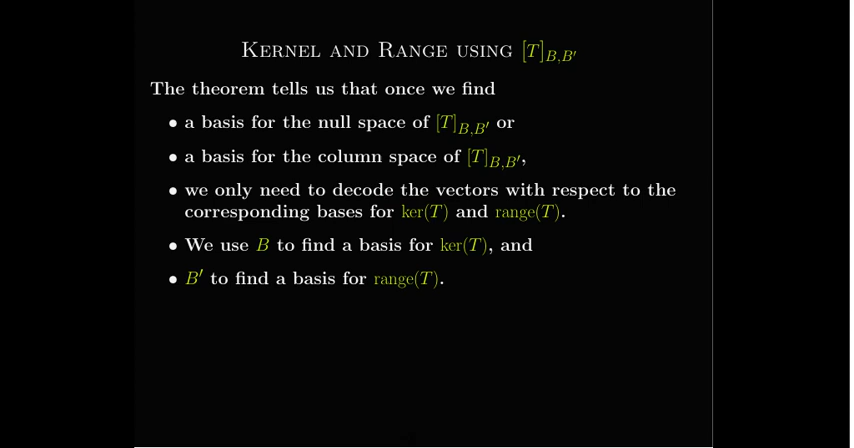 Kernel and Range using [T]_{B,B′}
The theorem tells us that once we find
• a basis for the null space of [T]_{B,B′} or
• a basis for the column space of [T]_{B,B′},
• we only need to decode the vectors with respect to the
corresponding bases for ker(T) and range(T).
• We use B to find a basis for ker(T), and
• B′ to find a basis for range(T).